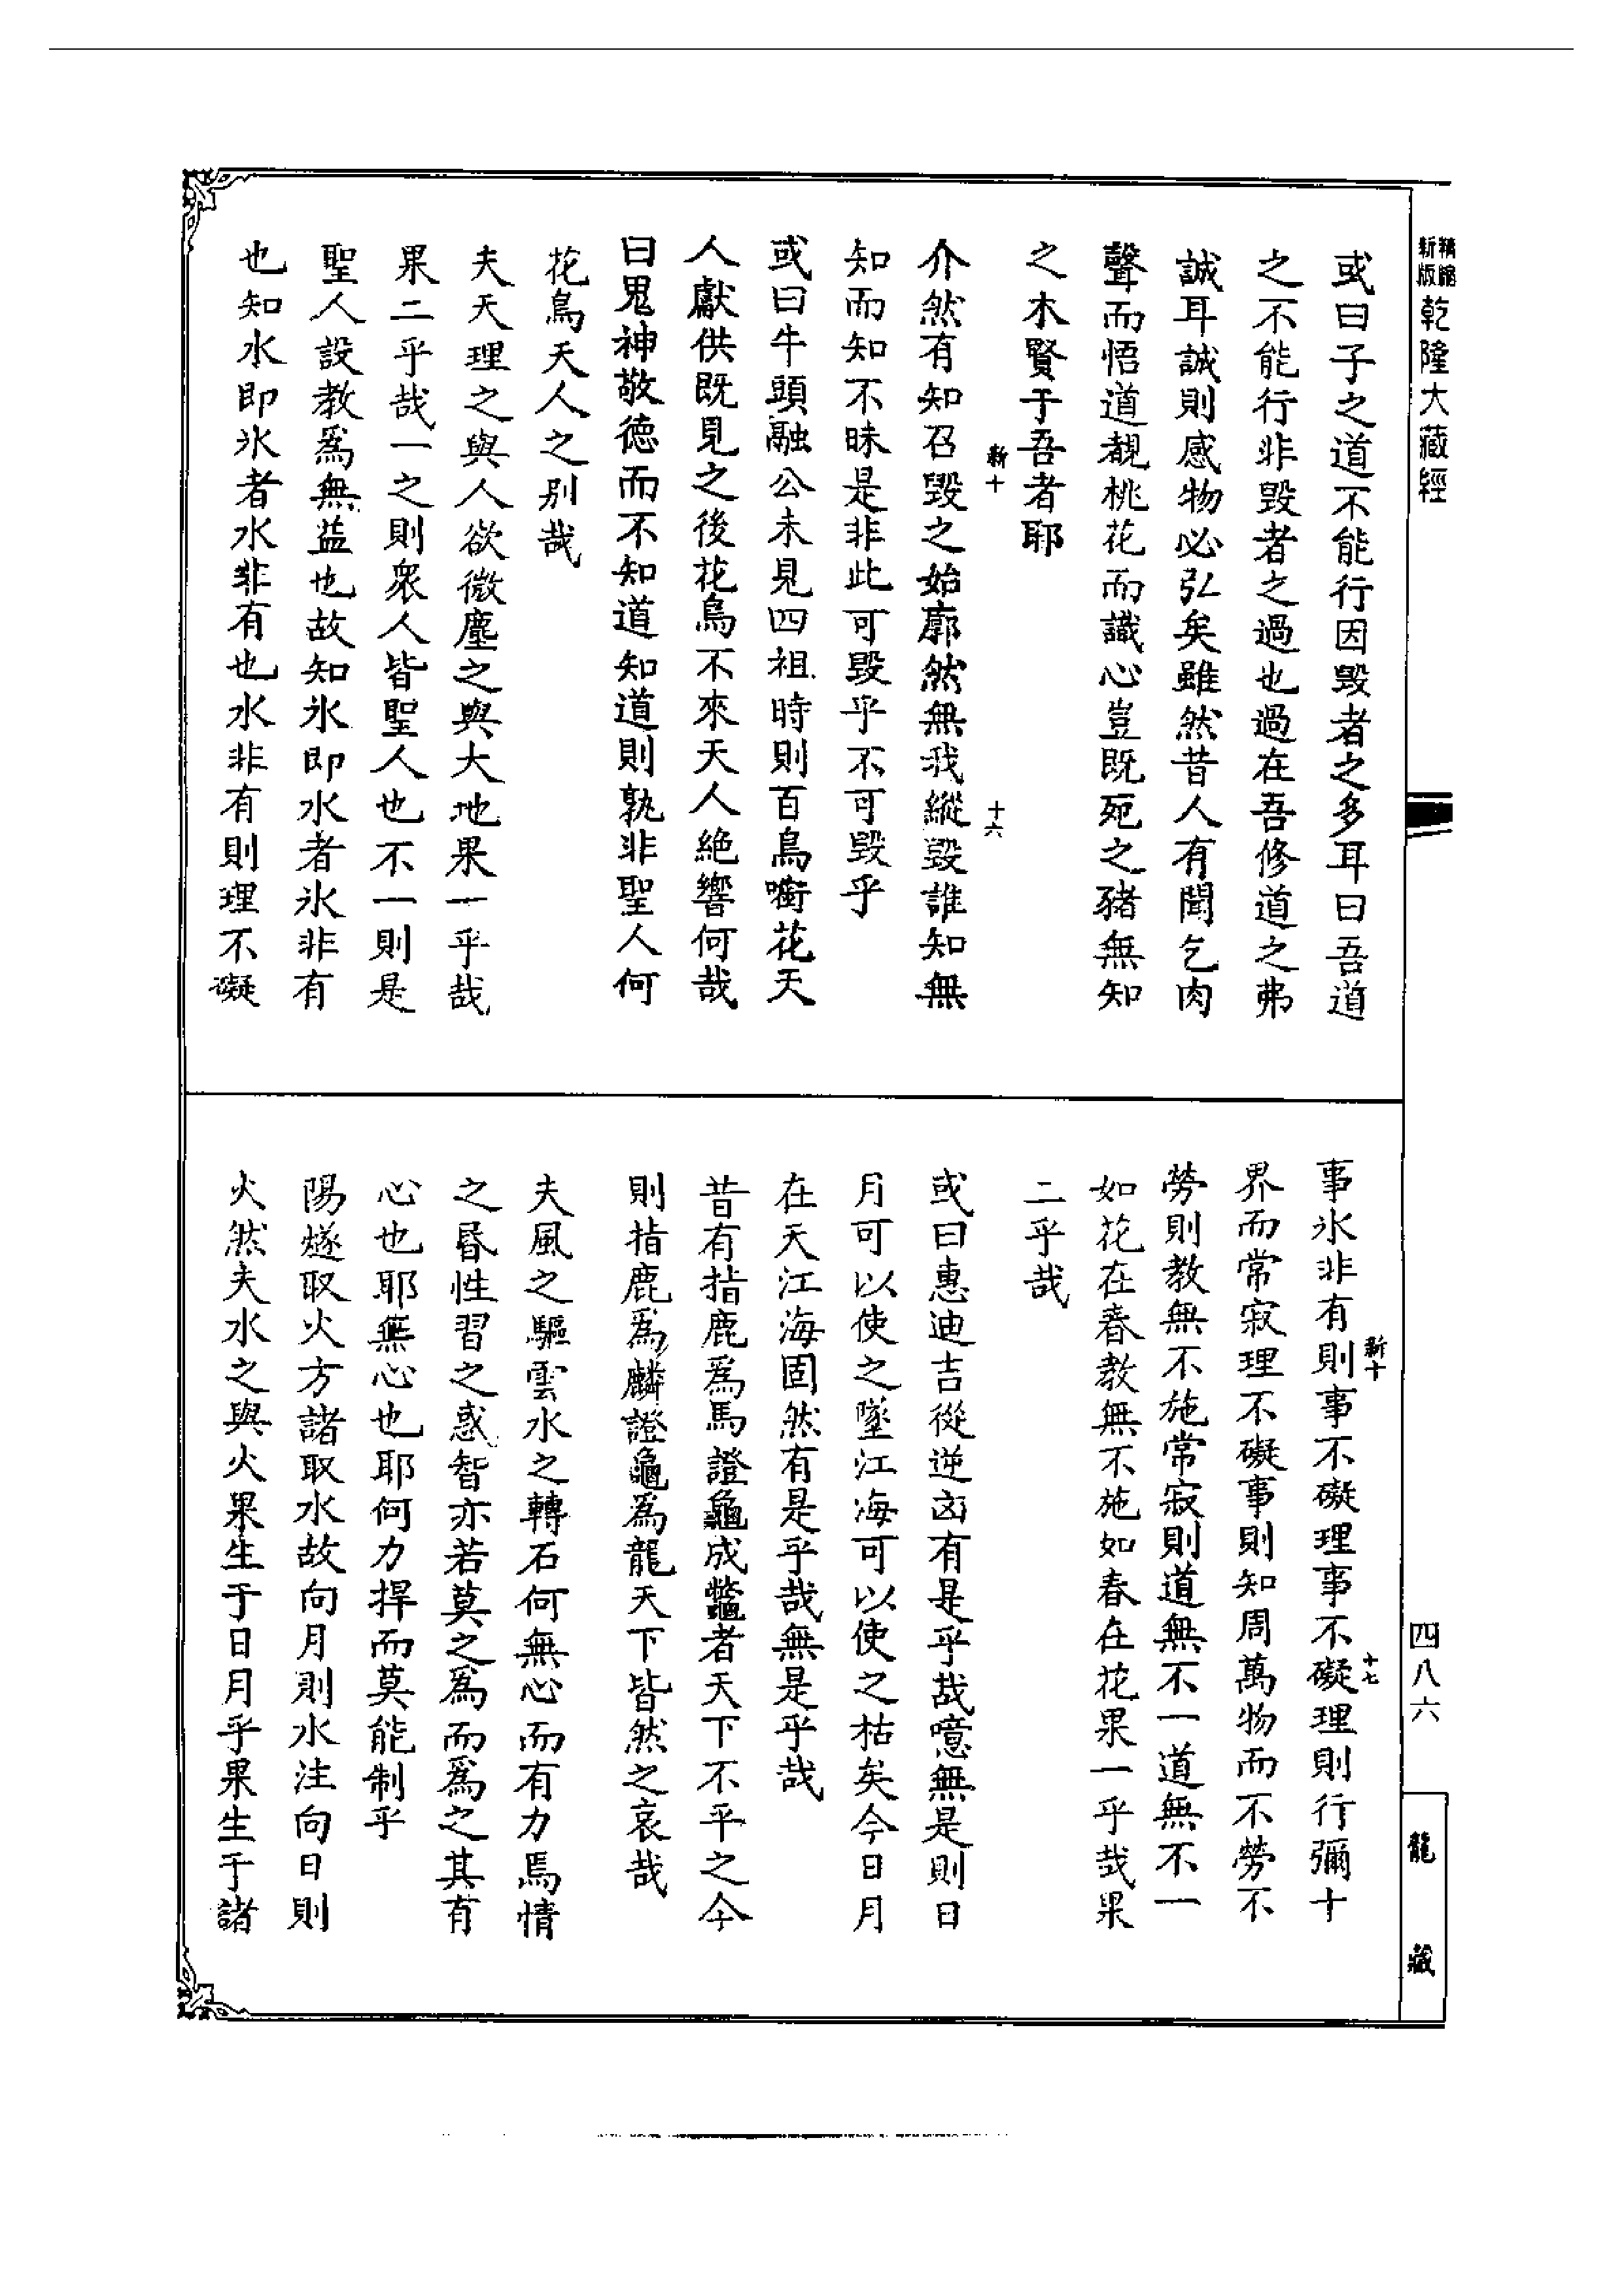 精縮新版乾隆大藏經
或曰子之道不能行因毀者之多耳曰吾道
之不能行非毀者之過也過在吾修道之弗
誠耳誠則感物必弘矣雖然昔人有聞乞肉
聲而悟道覩桃花而識心豈既死之豬無知
之木賢于吾者耶
新十
十六
介然有知召毀之始廓然無我縱毀誰知無
知而知不昧是非此可毀乎不可毀乎
或曰牛頭融公未見四祖時則百鳥㘅花天
人獻供既見之後花鳥不來天人絶響何哉
曰鬼神敬德而不知道知道則孰非聖人何
花鳥天人之別哉
夫天理之與人欲微塵之與大地果一乎哉
果二乎哉一之則衆人皆聖人也不一則是
聖人設教爲無益也故知氷即水者氷非有
也知水即氷者水非有也水非有則理不礙
新十
十七
事氷非有則事不礙理事不礙理則行彌十
界而常寂理不礙事則知周萬物而不勞不
勞則教無不施常寂則道無不一道無不一
如花在春教無不施如春在花果一乎哉果
二乎哉
或曰惠迪吉從逆凶有是乎哉噫無是則日
月可以使之墜江海可以使之枯矣今日月
在天江海固然有是乎哉無是乎哉
昔有指鹿爲馬證龜成鼈者天下不平之今
則指鹿爲麟證龜爲龍天下皆然之哀哉
夫風之驅雲水之轉石何無心而有力焉情
之昬性習之惑智亦若莫之爲而爲之其有
心也耶無心也耶何力捍而莫能制乎
陽燧取火方諸取水故向月則水注向日則
火然夫水之與火果生于日月乎果生于諸
四八六
龍藏